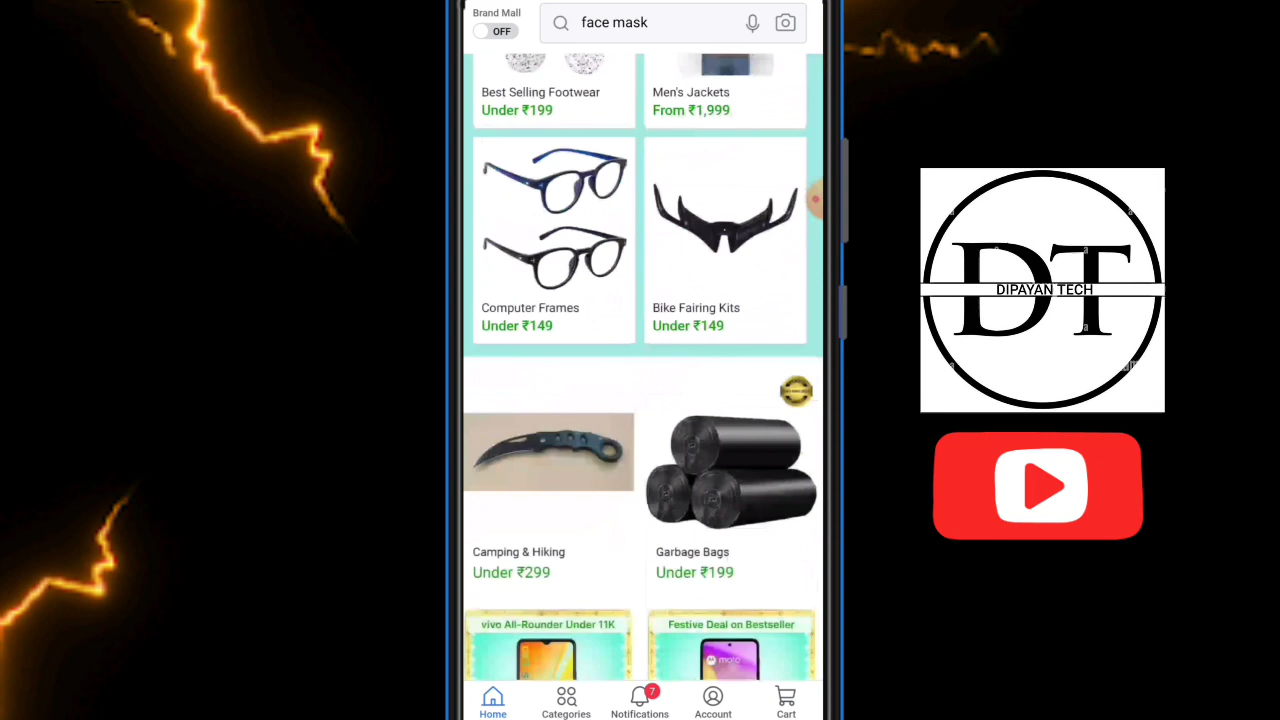 Brand Mall
OFF
face mask
Best Selling Footwear
Under ₹199
Men's Jackets
From ₹1,999
Computer Frames
Under ₹149
Bike Fairing Kits
Under ₹149
Camping & Hiking
Under ₹299
Garbage Bags
Under ₹199
vivo All-Rounder Under 11K
Festive Deal on Bestseller
moto
Home
Categories
7
Notifications
Account
Cart
DT
DIPAYAN TECH